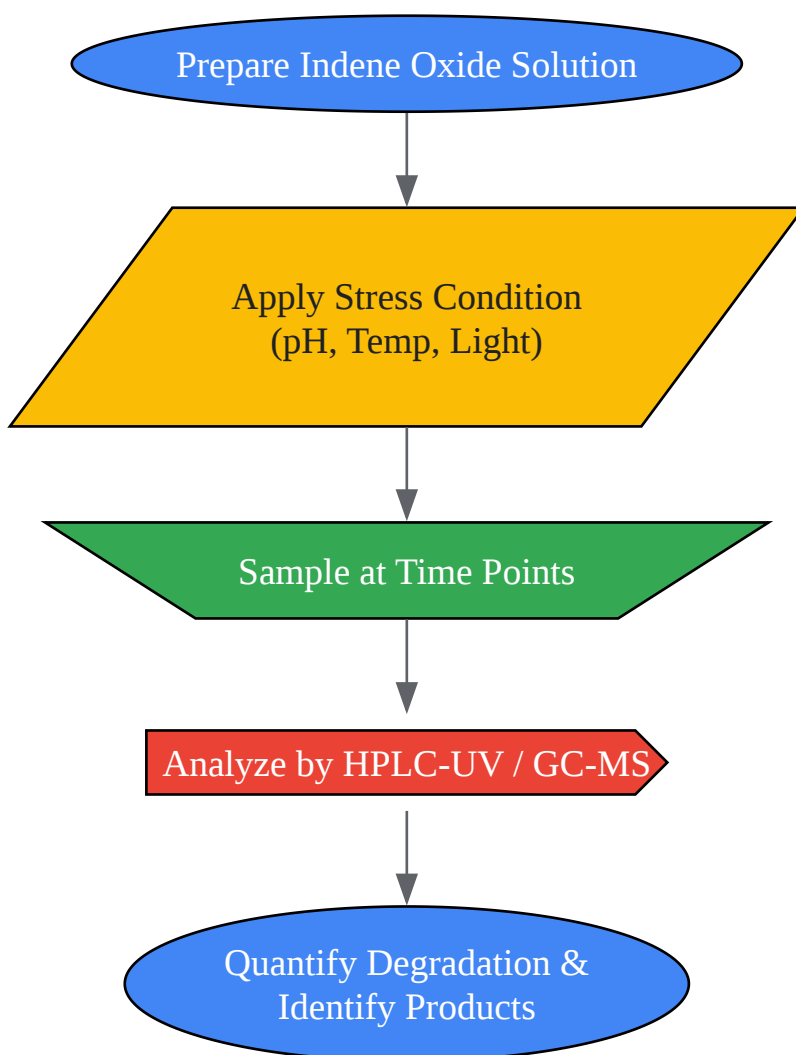 Prepare Indene Oxide Solution
Apply Stress Condition
(pH, Temp, Light)
Sample at Time Points
Analyze by HPLC-UV / GC-MS
Quantify Degradation &
Identify Products